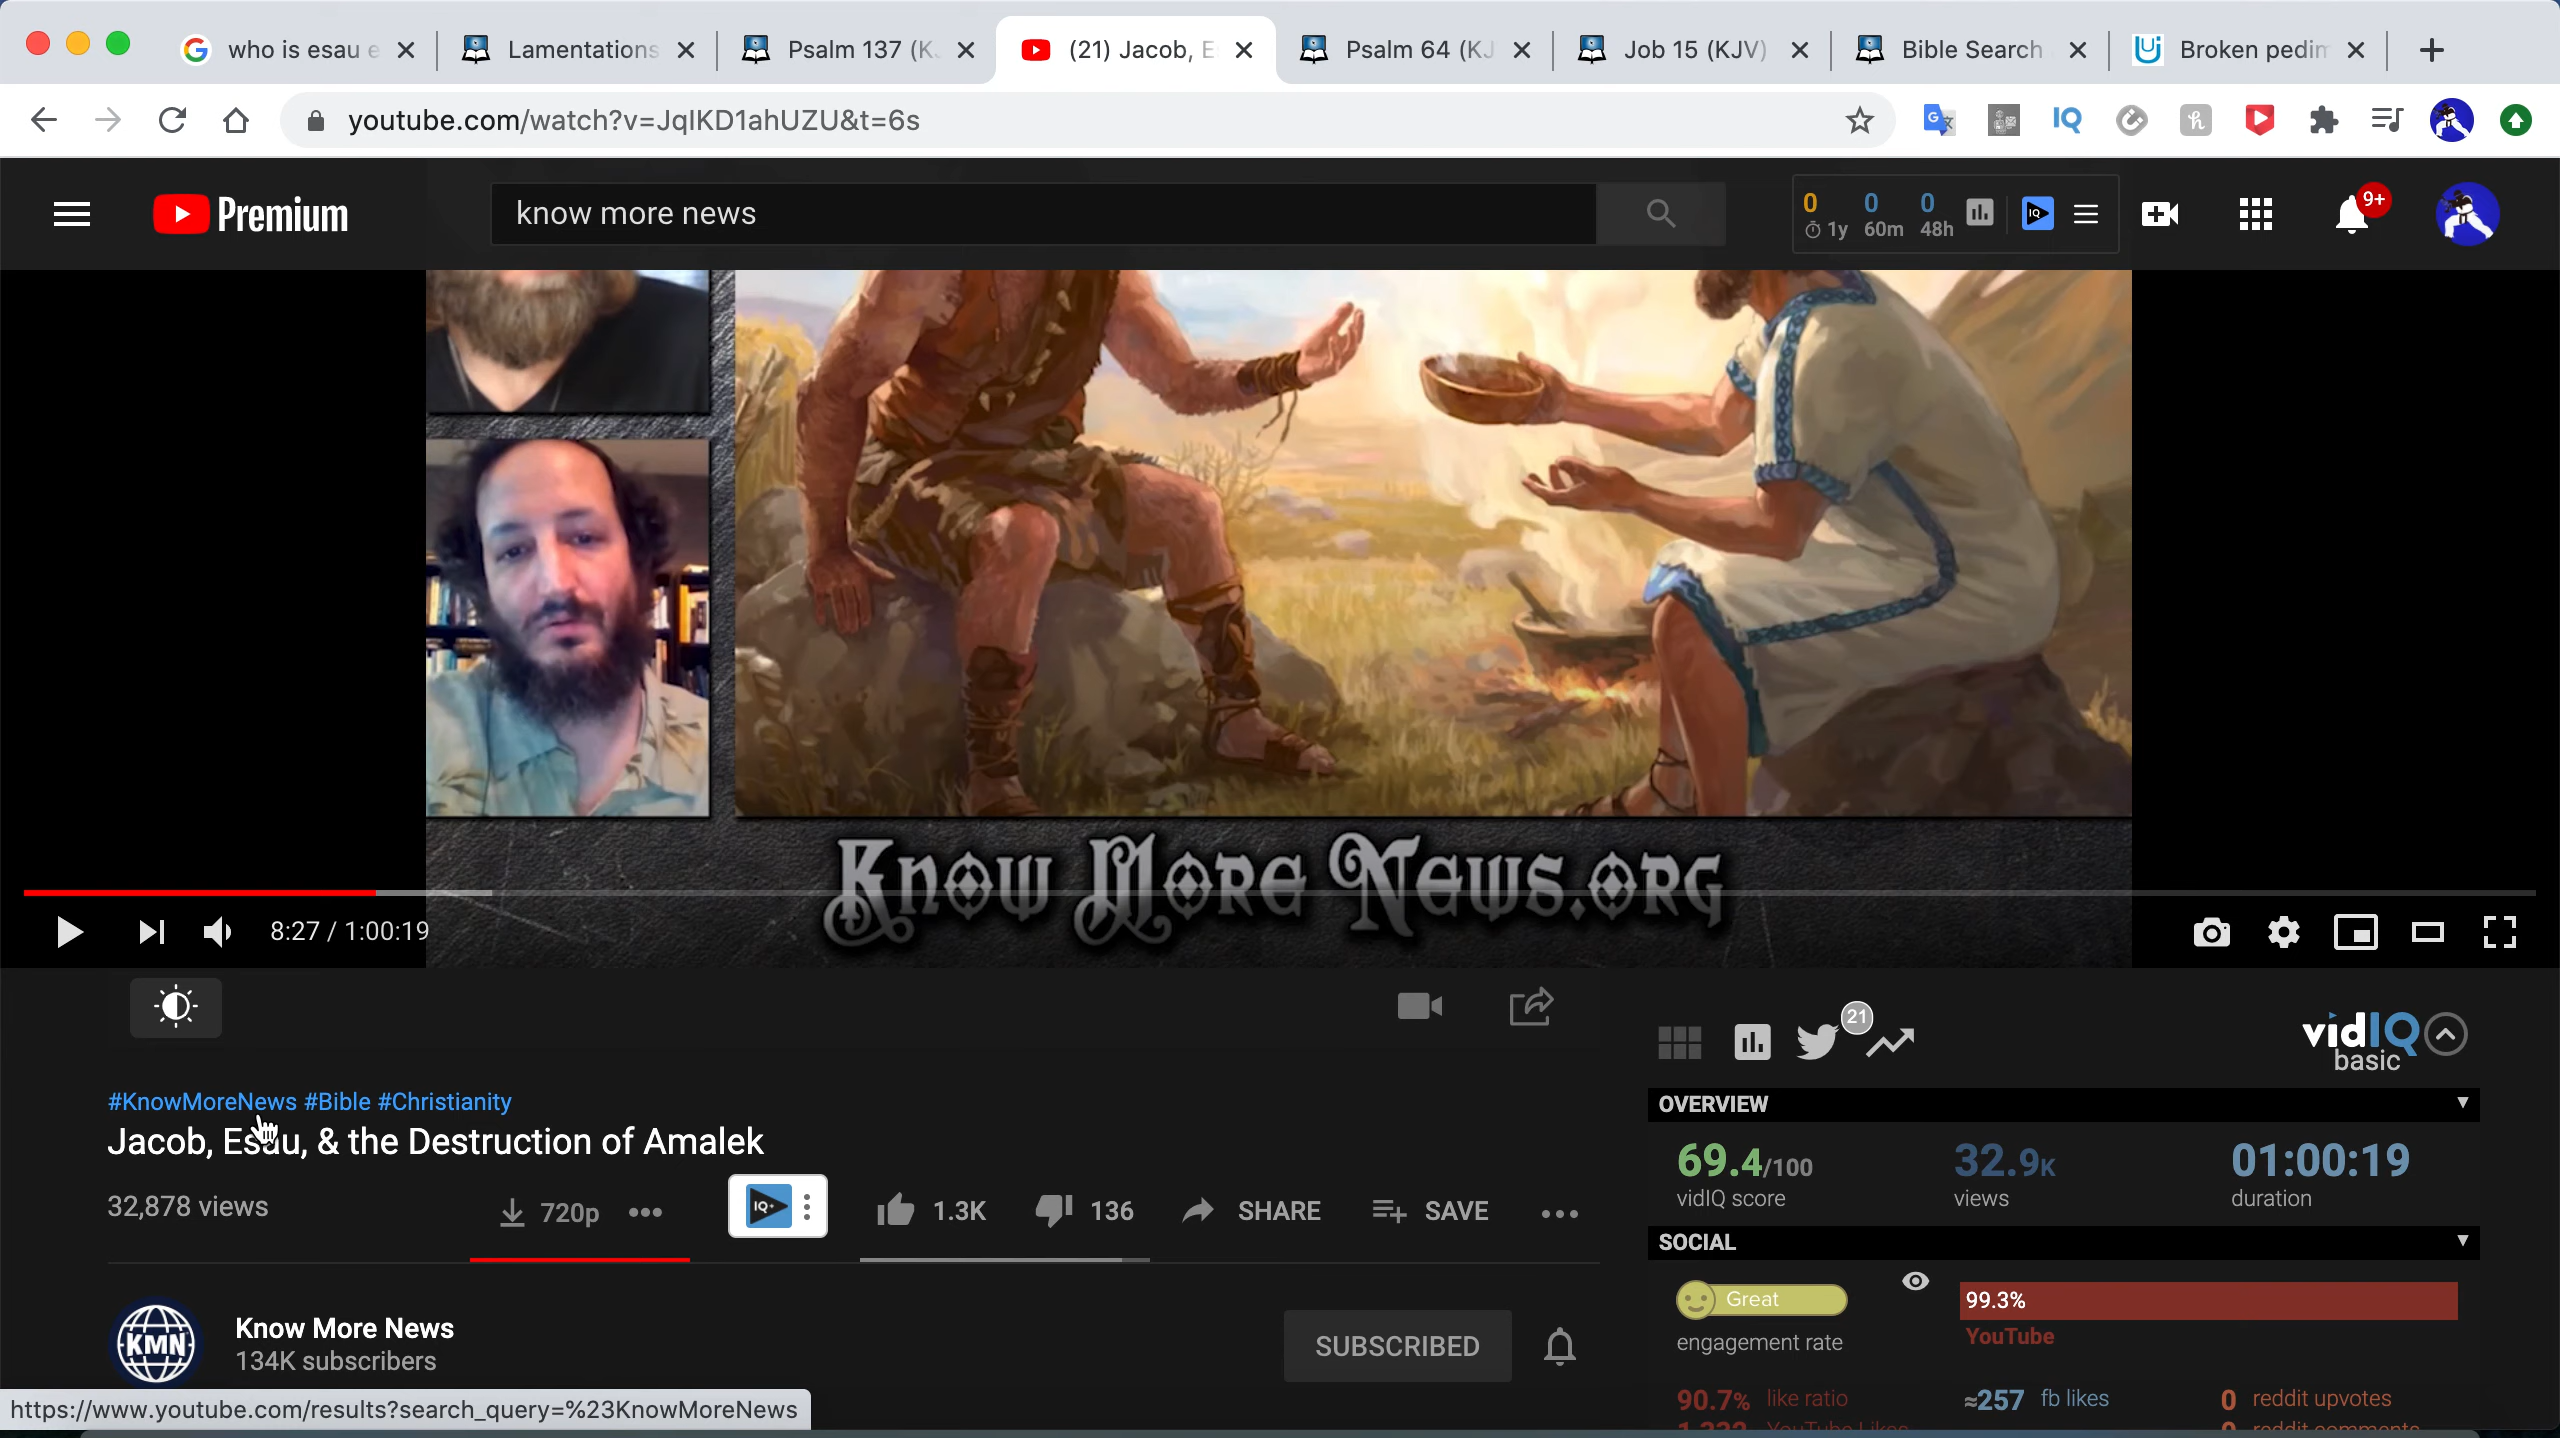 who is esau e
Lamentations
Psalm 137 (K
(21) Jacob, E
Psalm 64 (KJ
Job 15 (KJV)
Bible Search
Broken pedim
youtube.com/watch?v=JqIKD1ahUZU&t=6s
Premium
know more news
0 0 0
1y 60m 48h
IQ
9+
Know More News.org
8:27 / 1:00:19
21
vidIQ
basic
#KnowMoreNews #Bible #Christianity
Jacob, Esau, & the Destruction of Amalek
32,878 views
720p
IQ+
1.3K
136
SHARE
SAVE
OVERVIEW
69.4/100
vidIQ score
32.9K
views
01:00:19
duration
SOCIAL
Great
engagement rate
99.3%
YouTube
90.7% like ratio
≈257 fb likes
0 reddit upvotes
KMN
Know More News
134K subscribers
SUBSCRIBED
https://www.youtube.com/results?search_query=%23KnowMoreNews